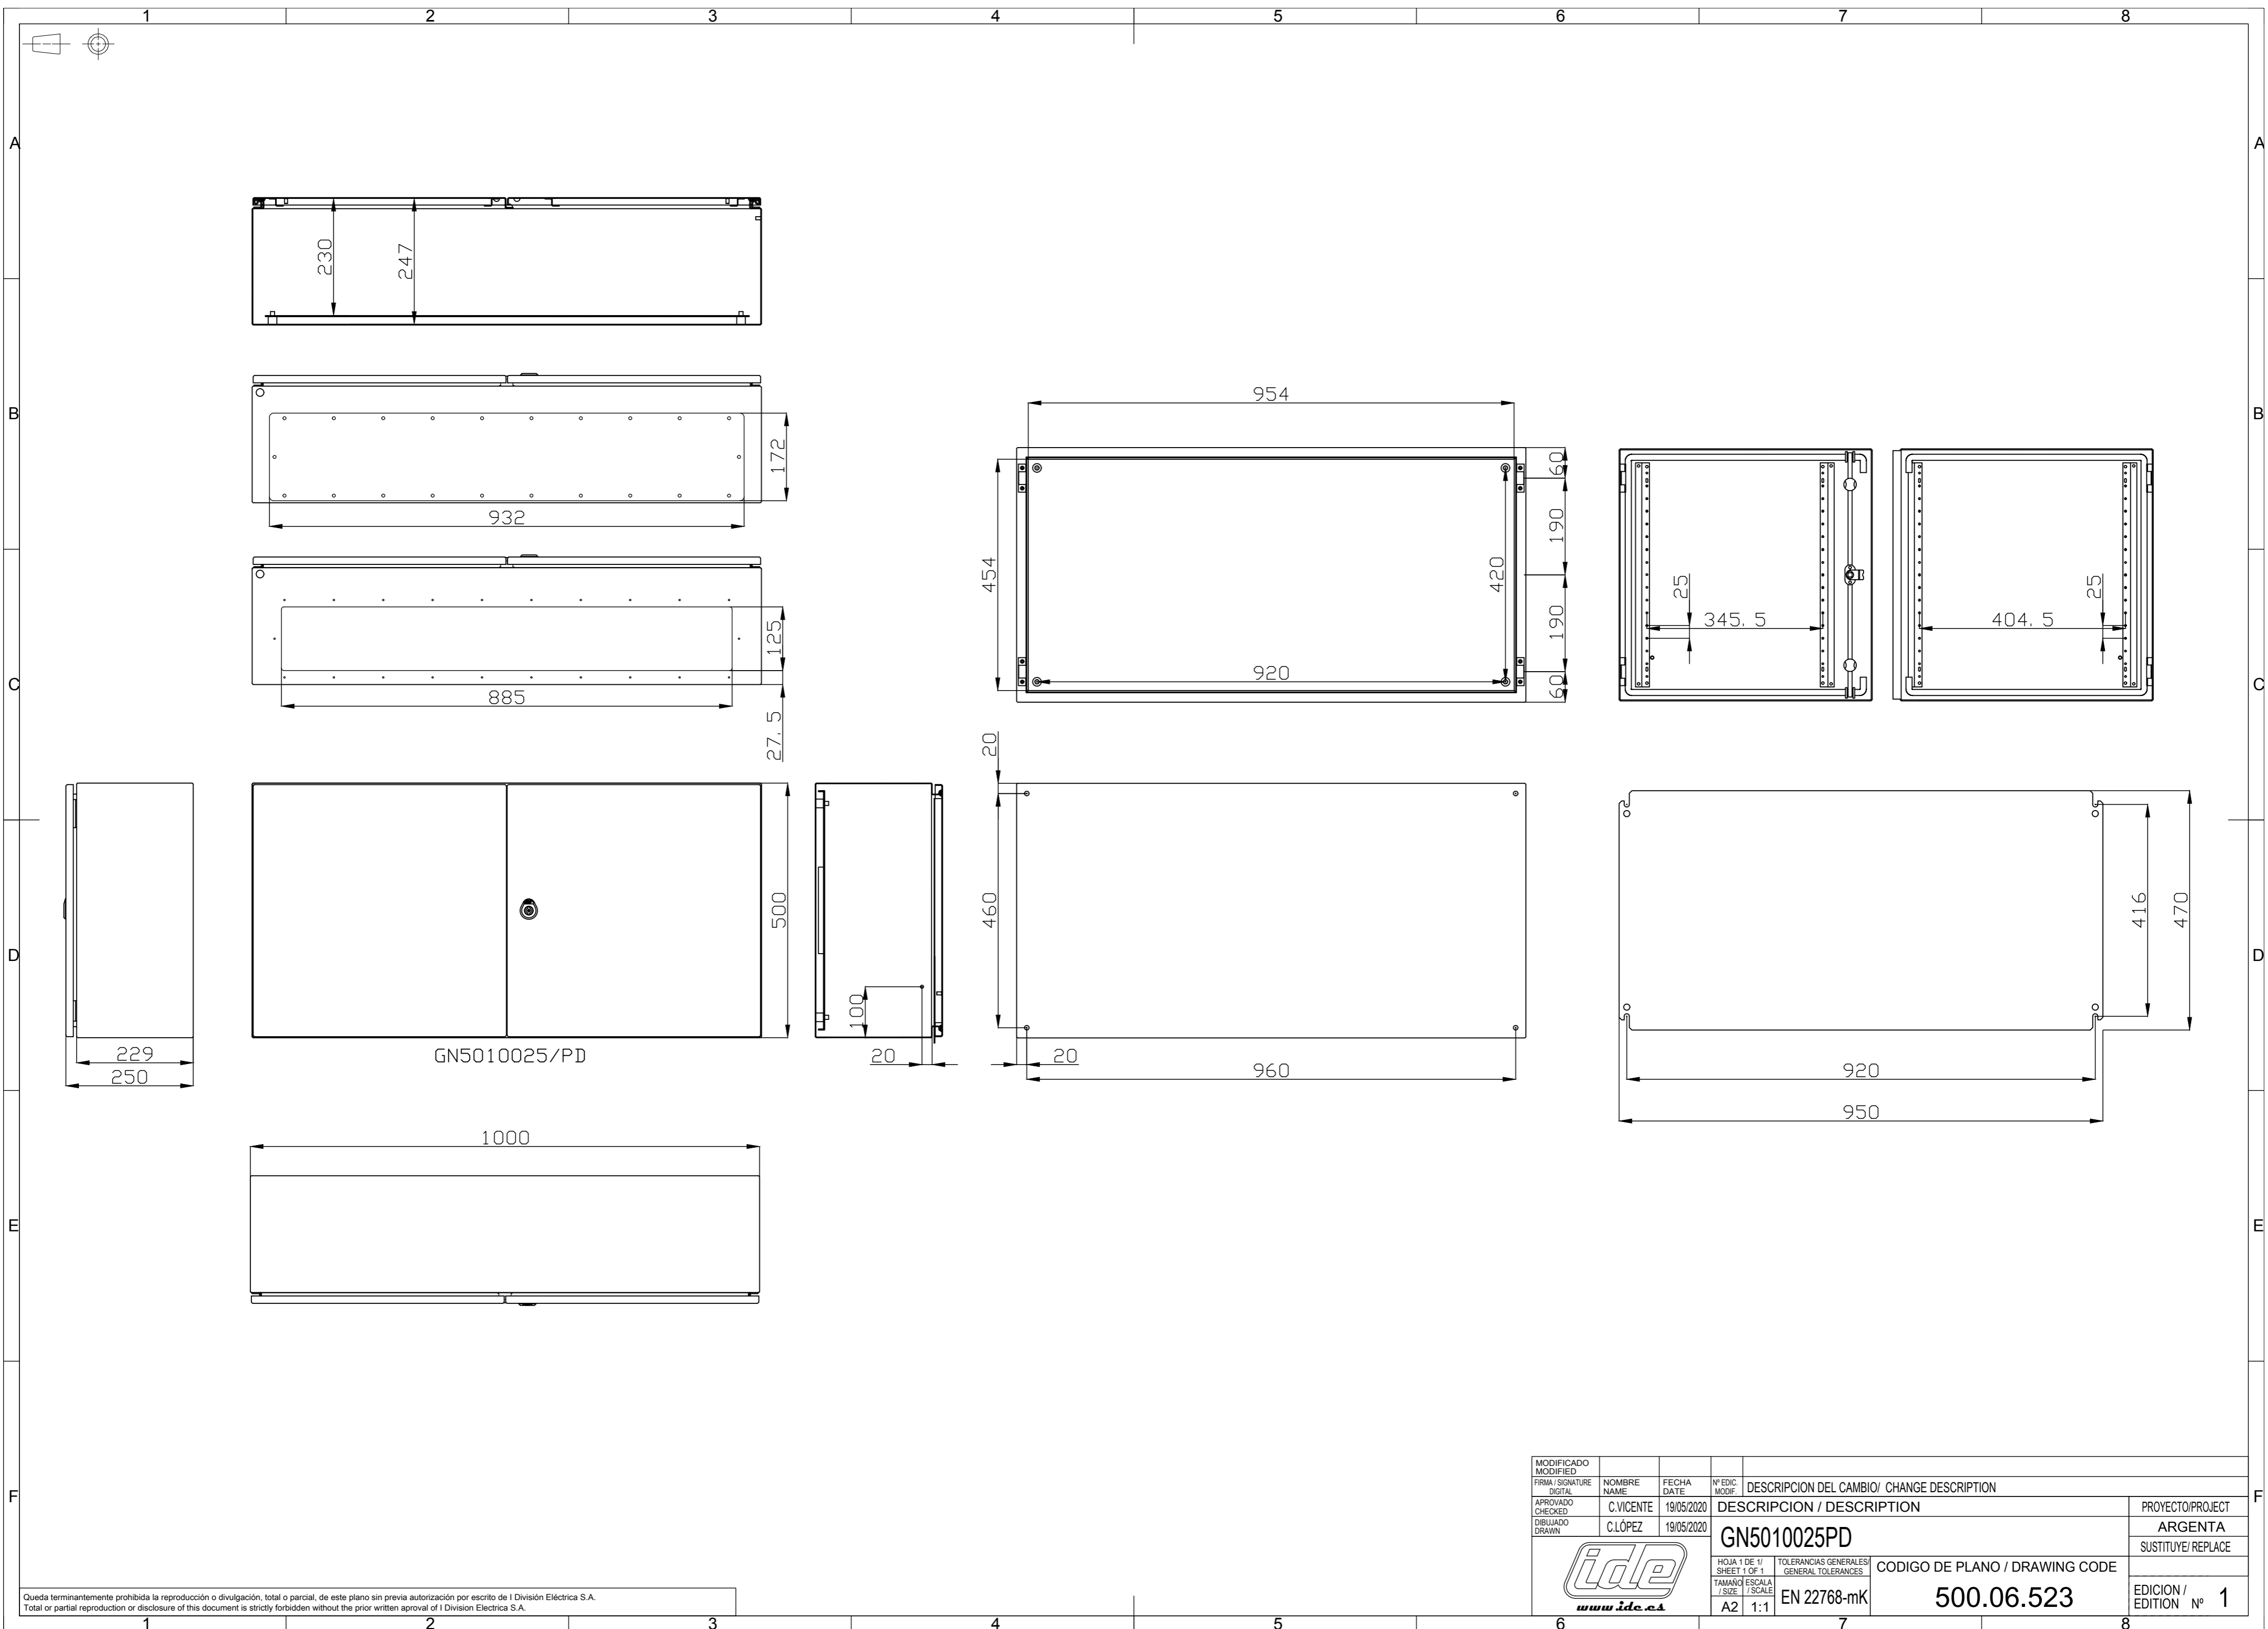 1 2 3 4 5 6 7 8
A A
230
247
B B
172
932
954
60
190
454
420
190
920
60
25
345.5
25
404.5
C C
125
885
27.5
20
500
460
416
470
D D
100
229
250
GN5010025/PD
20
20
960
920
950
1000
E E
F F
MODIFICADO
MODIFIED
FIRMA / SIGNATURE
DIGITAL
NOMBRE
NAME
FECHA
DATE
Nº EDIC.
MODIF.
DESCRIPCION DEL CAMBIO/ CHANGE DESCRIPTION
APROVADO
CHECKED
C.VICENTE
19/05/2020
DESCRIPCION / DESCRIPTION
PROYECTO/PROJECT
DIBUJADO
DRAWN
C.LÓPEZ
19/05/2020
GN5010025PD
ARGENTA
SUSTITUYE/ REPLACE
ide
www.ide.es
HOJA 1 DE 1/
SHEET 1 OF 1
TOLERANCIAS GENERALES/
GENERAL TOLERANCES
CODIGO DE PLANO / DRAWING CODE
TAMAÑO
/ SIZE
ESCALA
/ SCALE
A2
1:1
EN 22768-mK
500.06.523
EDICION /
EDITION Nº 1
Queda terminantemente prohibida la reproducción o divulgación, total o parcial, de este plano sin previa autorización por escrito de I División Eléctrica S.A.
Total or partial reproduction or disclosure of this document is strictly forbidden without the prior written aproval of I Division Electrica S.A.
1 2 3 4 5 6 7 8